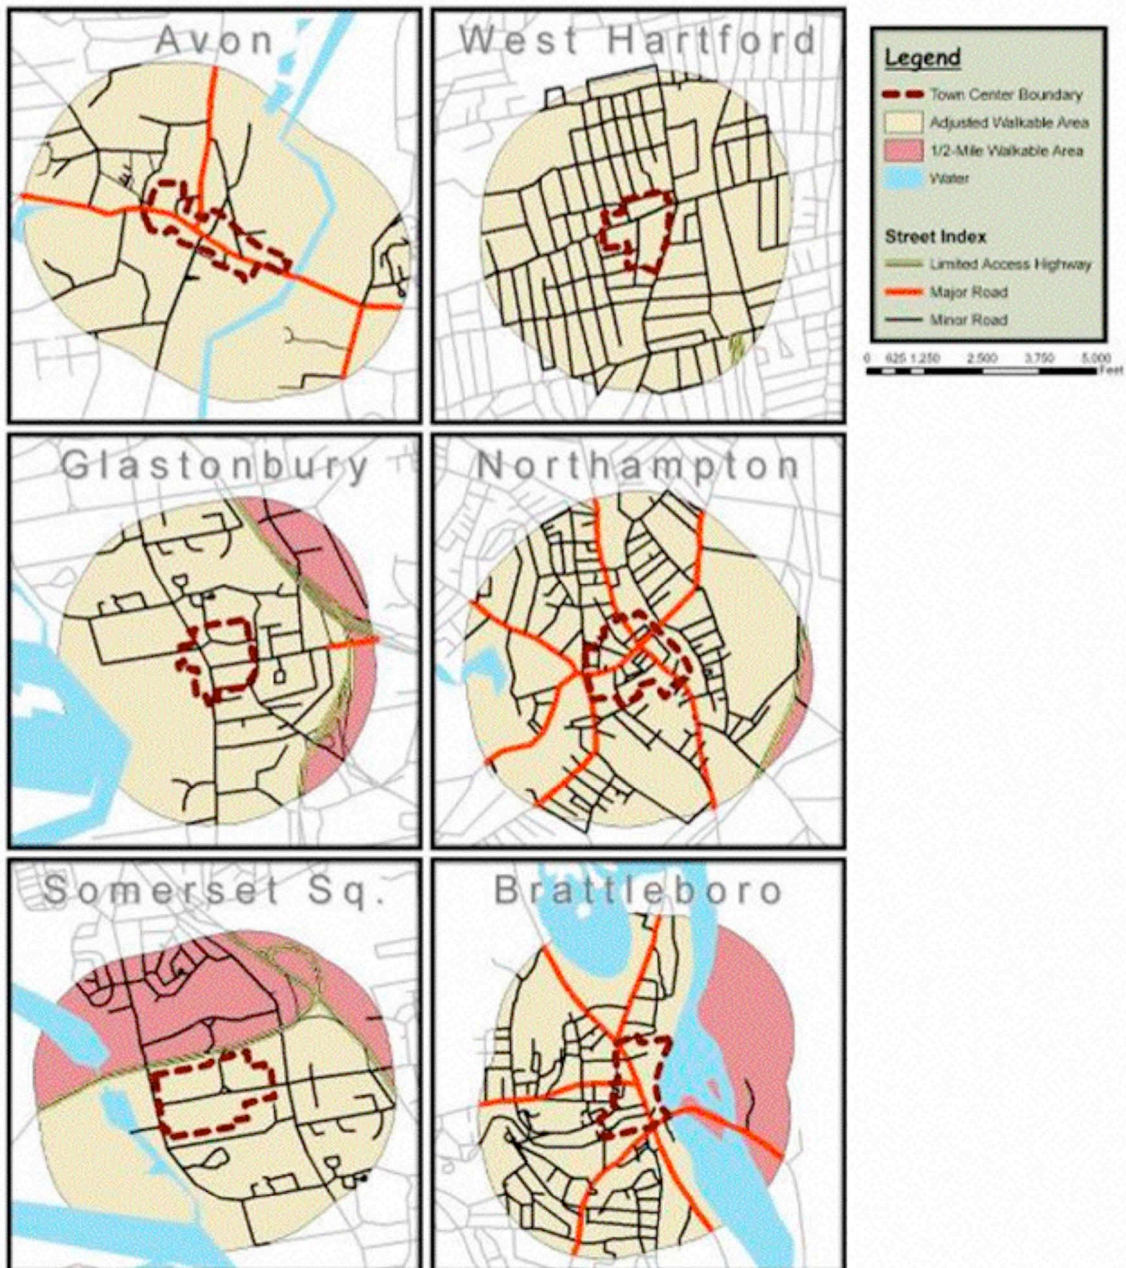 Avon
West Hartford
Legend
Town Center Boundary
Adjusted Walkable Area
1/2-Mile Walkable Area
Water
Street Index
Limited Access Highway
Major Road
Minor Road
0 625 1,250 2,500 3,750 5,000
Feet
Glastonbury
Northampton
Somerset Sq.
Brattleboro